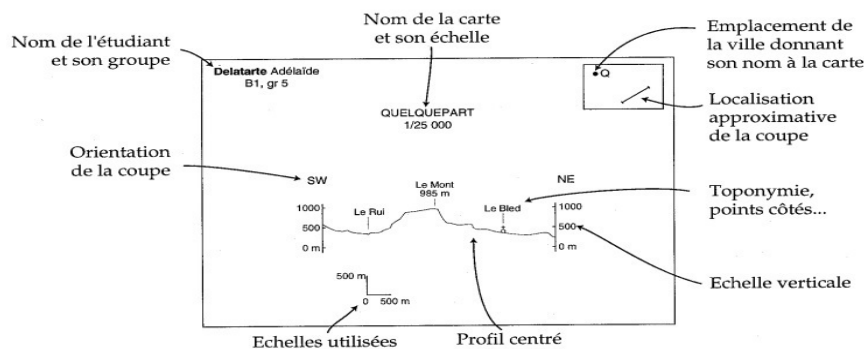 Nom de l'étudiant
et son groupe
Nom de la carte
et son échelle
Emplacement de
la ville donnant
son nom à la carte
Delatarte Adélaïde
B1, gr 5
Q
QUELQUEPART
1/25 000
Localisation
approximative
de la coupe
Orientation
de la coupe
SW
NE
Le Mont
985 m
Le Rui
Le Bled
Toponymie,
points côtés...
1000
500
0 m
1000
500
0 m
Echelle verticale
500 m
0 500 m
Echelles utilisées
Profil centré